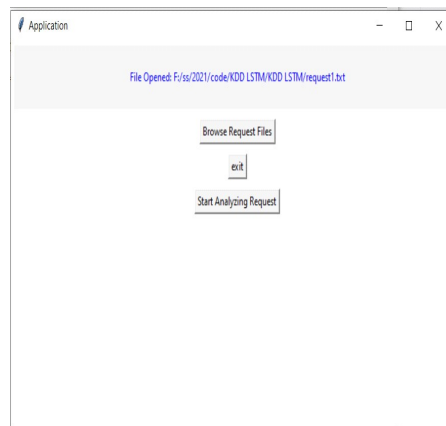 Application
File Opened: F:/ss/2021/code/KDD LSTM/KDD LSTM/request1.txt
Browse Request Files
exit
Start Analyzing Request